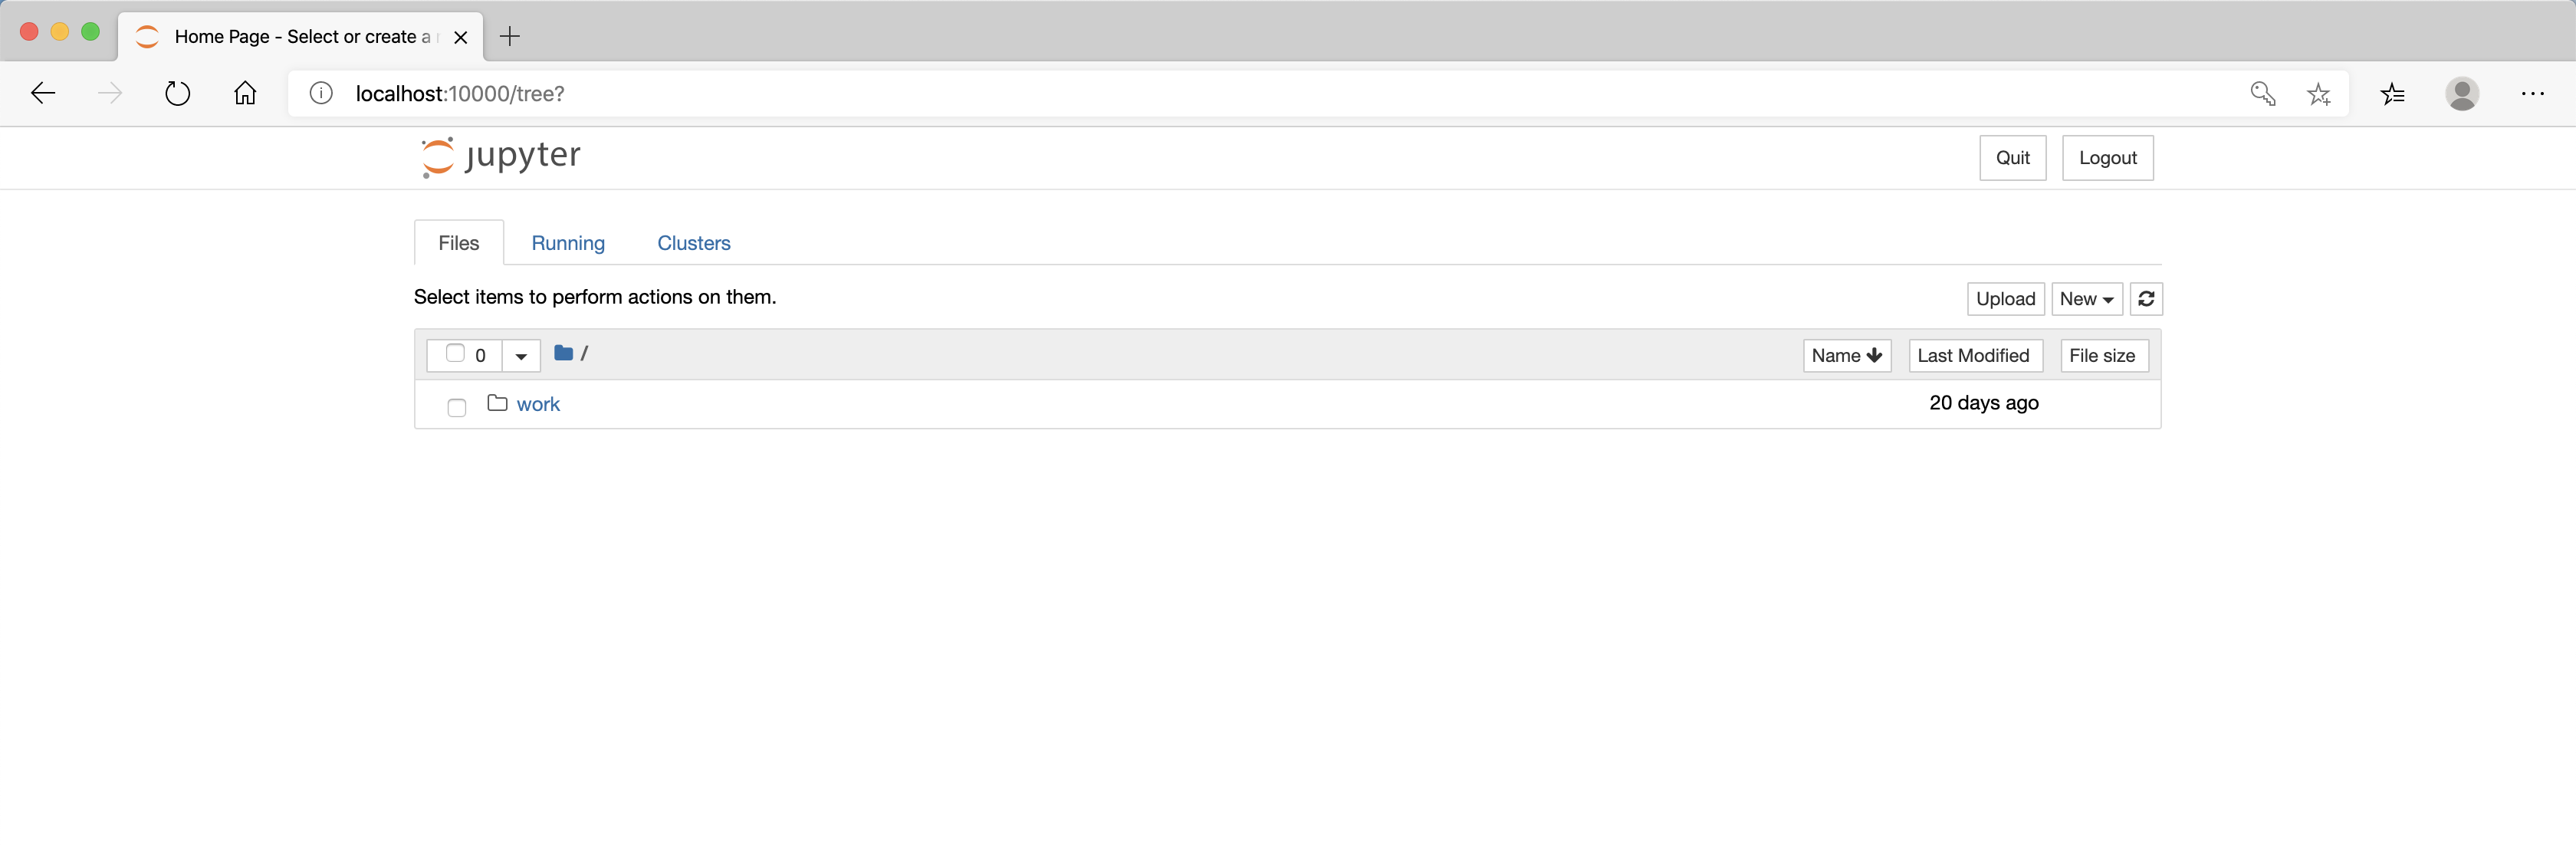 Home Page - Select or create a
localhost:10000/tree?
jupyter
Quit Logout
Files Running Clusters
Select items to perform actions on them.
Upload New
0 / Name Last Modified File size
work 20 days ago